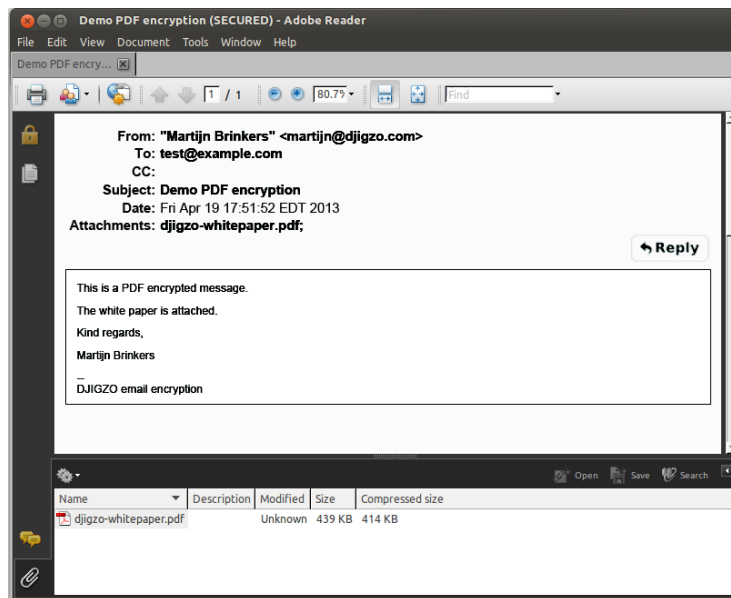 Demo PDF encryption (SECURED) - Adobe Reader
File Edit View Document Tools Window Help
Demo PDF encry...
1 / 1 80.7% Find
From: "Martijn Brinkers" <martijn@djigzo.com>
To: test@example.com
CC:
Subject: Demo PDF encryption
Date: Fri Apr 19 17:51:52 EDT 2013
Attachments: djigzo-whitepaper.pdf;
Reply
This is a PDF encrypted message.
The white paper is attached.
Kind regards,
Martijn Brinkers
--
DJIGZO email encryption
Open Save Search
Name Description Modified Size Compressed size
djigzo-whitepaper.pdf Unknown 439 KB 414 KB